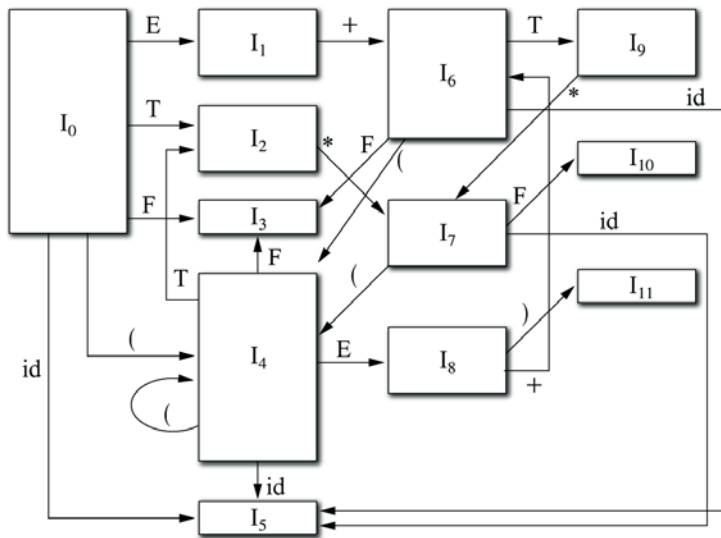 E
I₁
+
I₆
T
I₉
I₀
T
I₂
*
F
(
*
id
F
I₃
I₁₀
F
I₇
id
T
F
(
I₁₁
(
I₄
E
I₈
)
+
id
(
id
I₅